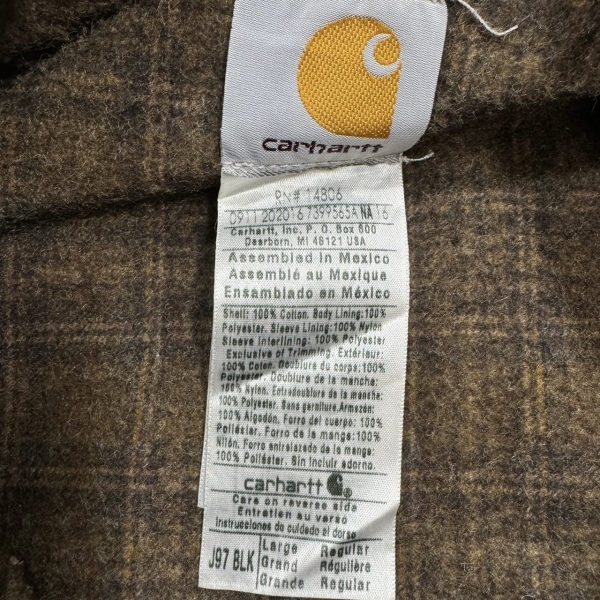 carhartt
RN# 14806
0911 202016 7399565A NA 16
Carhartt, Inc. P. O. Box 600
Dearborn, MI 48121 USA
Assembled in Mexico
Assemblé au Mexique
Ensamblado en México
Shell: 100% Cotton. Body Lining:100%
Polyester. Sleeve Lining:100% Nylon
Sleeve Interlining: 100% Polyester
Exclusive of Trimming. Extérieur:
100% Coton. Doublure du corps:100%
Polyester. Doublure de la mancha:
100% Nylon. Entredoublure de la manche:
100% Polyester. Sans garniture.Armazón:
100% Algodón. Forro del cuerpo: 100%
Poliéster. Forro de la manga:100%
Nilón. Forro entrelazado de la manga:
100% Poliéster. Sin incluir adorno.
carhartt ®
Care on reverse side
Entretien au verso
Instrucciones de cuidado al dorso
J97 BLK Large Regular
Grand Régulière
Grande Regular